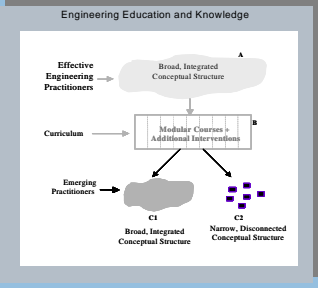 Engineering Education and Knowledge
A
Effective
Engineering
Practitioners
Broad, Integrated
Conceptual Structure
B
Curriculum
Modular Courses +
Additional Interventions
Emerging
Practitioners
C1
C2
Broad, Integrated
Conceptual Structure
Narrow, Disconnected
Conceptual Structure